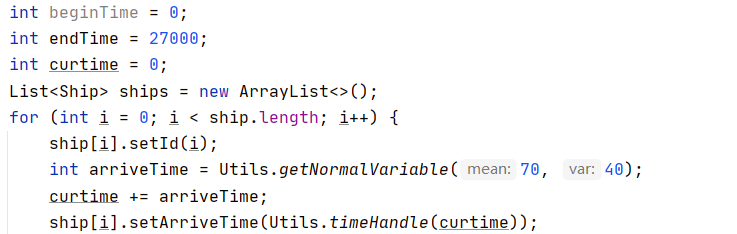 int beginTime = 0;
int endTime = 27000;
int curtime = 0;
List<Ship> ships = new ArrayList<>();
for (int i = 0; i < ship.length; i++) {
    ship[i].setId(i);
    int arriveTime = Utils.getNormalVariable( mean: 70, var: 40);
    curtime += arriveTime;
    ship[i].setArriveTime(Utils.timeHandle(curtime));